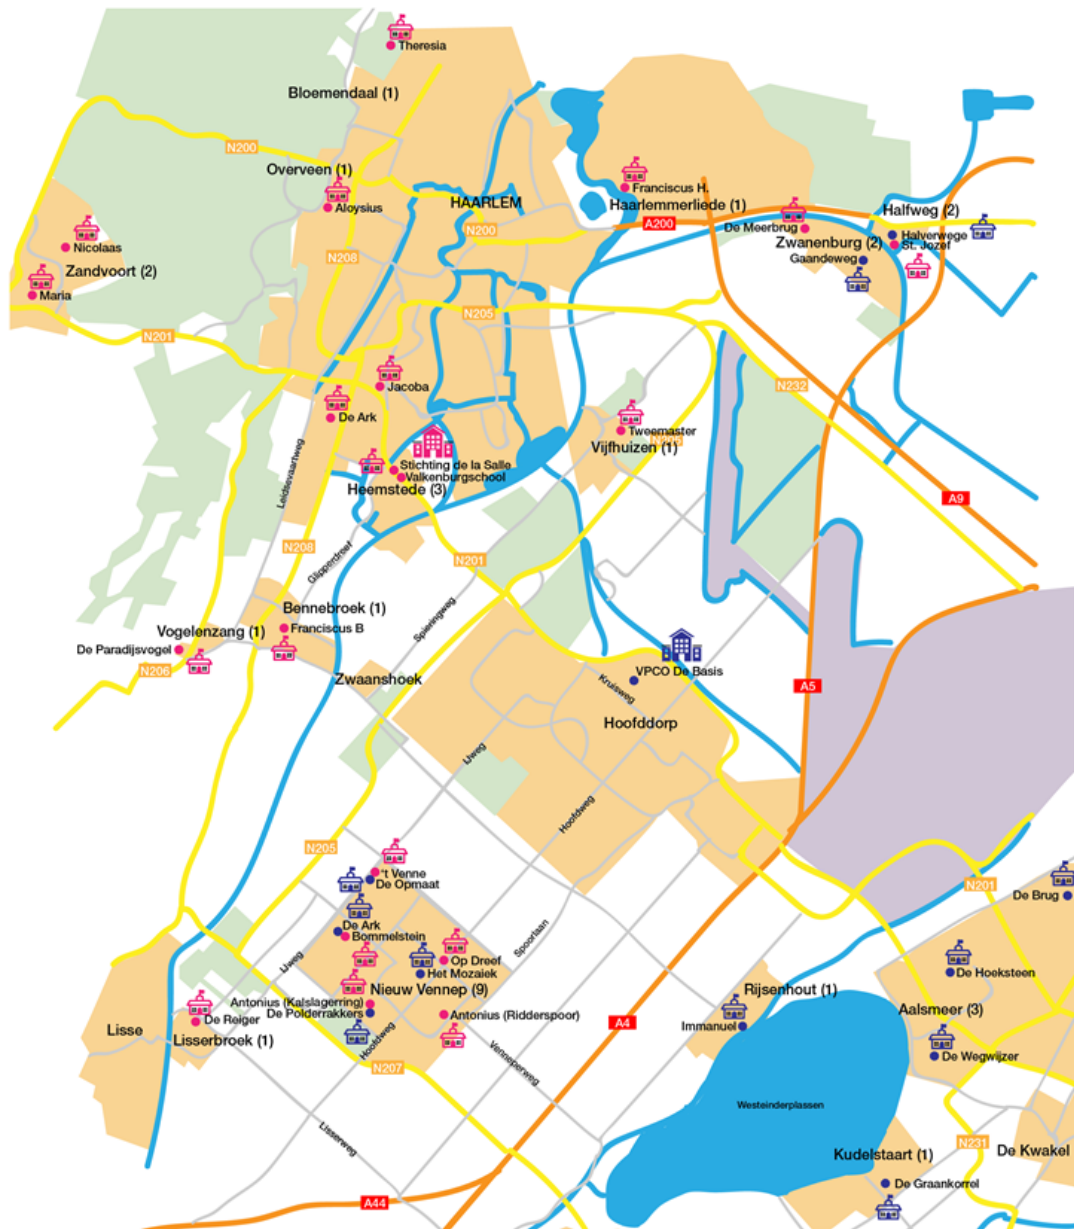 Theresia
Bloemendaal (1)
N200
Overveen (1)
Aloysius
HAARLEM
N200
Franciscus H.
Haarlemmerliede (1)
A200
De Meerbrug
Zwanenburg (2)
Gaandeweg
Halfweg (2)
Halverwege
St. Jozef
Nicolaas
Zandvoort (2)
Maria
N208
N201
N205
N232
Jacoba
De Ark
Tweemaster
Vijfhuizen (1)
Stichting de la Salle
Valkenburgschool
Heemstede (3)
Leidsevaartweg
A9
N208
Glipperdreef
N201
Bennebroek (1)
Franciscus B
Spieringweg
Vogelenzang (1)
De Paradijsvogel
N206
Zwaanshoek
VPCO De Basis
Kruisweg
A5
Hoofddorp
IJweg
Hoofdweg
N205
't Venne
De Opmaat
N201
De Brug
De Ark
Bommelstein
Spoorlaan
Op Dreef
Het Mozaiek
IJweg
De Hoeksteen
Nieuw Vennep (9)
Rijsenhout (1)
Antonius (Kalslagerring)
De Polderrakkers
Antonius (Ridderspoor)
Immanuel
Aalsmeer (3)
De Reiger
Lisse
Lisserbroek (1)
A4
Hoofdweg
De Wegwijzer
N207
Venneperweg
Westeinderplassen
Lisserweg
N231
De Kwakel
Kudelstaart (1)
De Graankorrel
A44